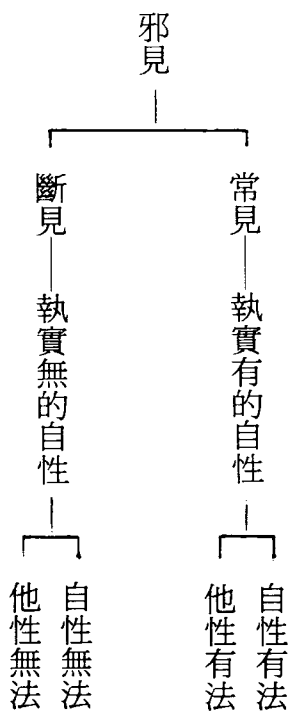 邪見
常見
執實有的自性
自性有法
他性有法
斷見
執實無的自性
自性無法
他性無法